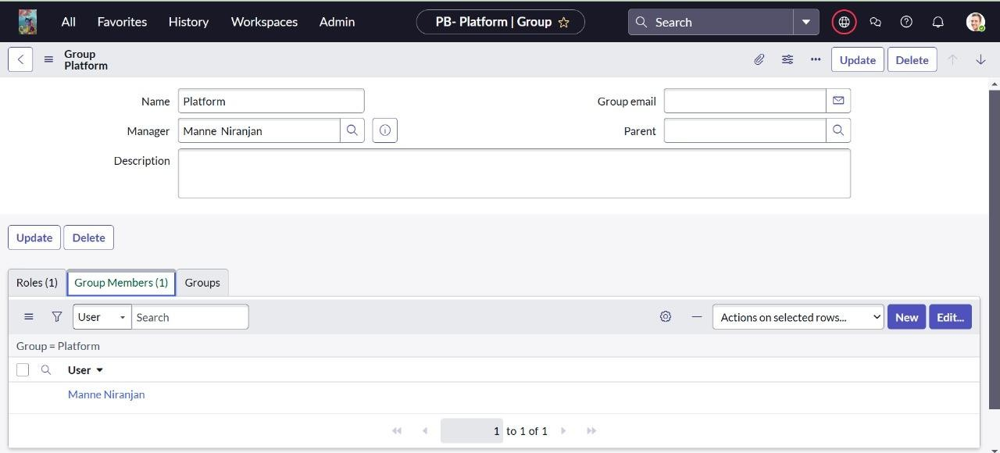 All Favorites History Workspaces Admin PB- Platform | Group Search
Group
Platform
Update Delete
Name Platform Group email
Manager Manne Niranjan Parent
Description
Update Delete
Roles (1) Group Members (1) Groups
User Search Actions on selected rows... New Edit...
Group = Platform
User
Manne Niranjan
1 to 1 of 1